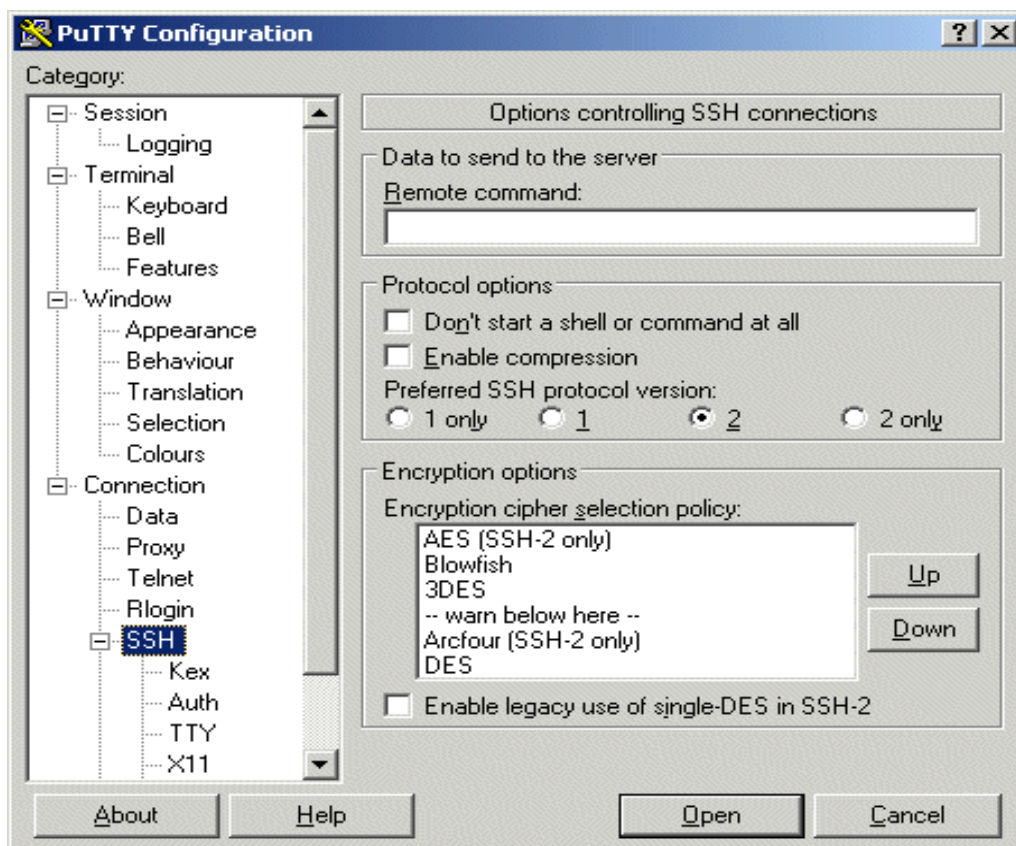 PuTTY Configuration
Category:
Session
Logging
Terminal
Keyboard
Bell
Features
Window
Appearance
Behaviour
Translation
Selection
Colours
Connection
Data
Proxy
Telnet
Rlogin
SSH
Kex
Auth
TTY
X11
Options controlling SSH connections
Data to send to the server
Remote command:
Protocol options
Don't start a shell or command at all
Enable compression
Preferred SSH protocol version:
1 only 1 2 2 only
Encryption options
Encryption cipher selection policy:
AES (SSH-2 only)
Blowfish
3DES
-- warn below here --
Arcfour (SSH-2 only)
DES
Up
Down
Enable legacy use of single-DES in SSH-2
About Help Open Cancel